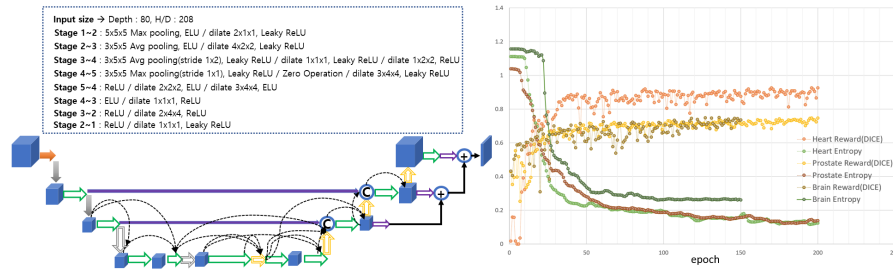 Input size → Depth : 80, H/D : 208
Stage 1~2 : 5x5x5 Max pooling, ELU / dilate 2x1x1, Leaky ReLU
Stage 2~3 : 3x5x5 Avg pooling, ELU / dilate 4x2x2, Leaky ReLU
Stage 3~4 : 3x5x5 Avg pooling(stride 1x2), Leaky ReLU / dilate 1x1x1, Leaky ReLU / dilate 1x2x2, ReLU
Stage 4~5 : 3x5x5 Max pooling(stride 1x1), Leaky ReLU / Zero Operation / dilate 3x4x4, Leaky ReLU
Stage 5~4 : ReLU / dilate 2x2x2, ELU / dilate 3x4x4, ELU
Stage 4~3 : ELU / dilate 1x1x1, ReLU
Stage 3~2 : ReLU / dilate 2x4x4, ReLU
Stage 2~1 : ReLU / dilate 1x1x1, Leaky ReLU
C
C
+
+
1.4
1.2
1
0.8
0.6
0.4
0.2
0
0
50
100
150
200
epoch
Heart Reward(DICE)
Heart Entropy
Prostate Reward(DICE)
Prostate Entropy
Brain Reward(DICE)
Brain Entropy